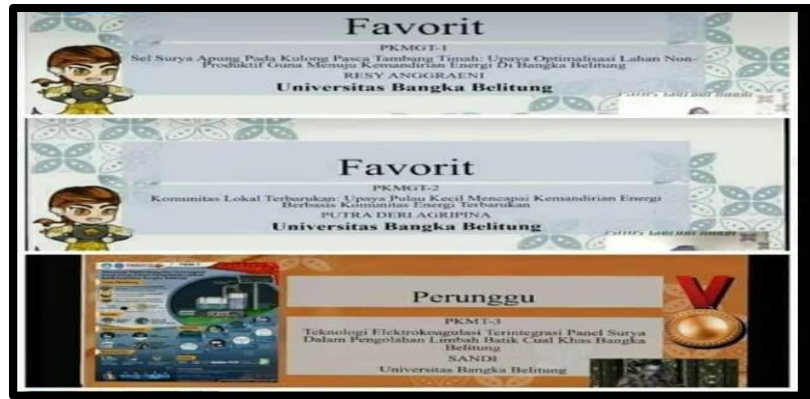 Favorit
PKMGT-1
Sel Surya Apung Pada Kulong Pasca Tambang Timah: Upaya Optimalisasi Lahan Non-
Produktif Guna Menuju Kemandirian Energi Di Bangka Belitung
RESY ANGGRAENI
Universitas Bangka Belitung
Favorit
PKMGT-2
Komunitas Lokal Terbarukan: Upaya Pulau Kecil Mencapai Kemandirian Energi
Berbasis Komunitas Energi Terbarukan
PUTRA DERI AGRIPINA
Universitas Bangka Belitung
Perunggu
PKMT-3
Teknologi Elektrokoagulasi Terintegrasi Panel Surya
Dalam Pengolahan Limbah Batik Cual Khas Bangka
Belitung
SANDI
Universitas Bangka Belitung